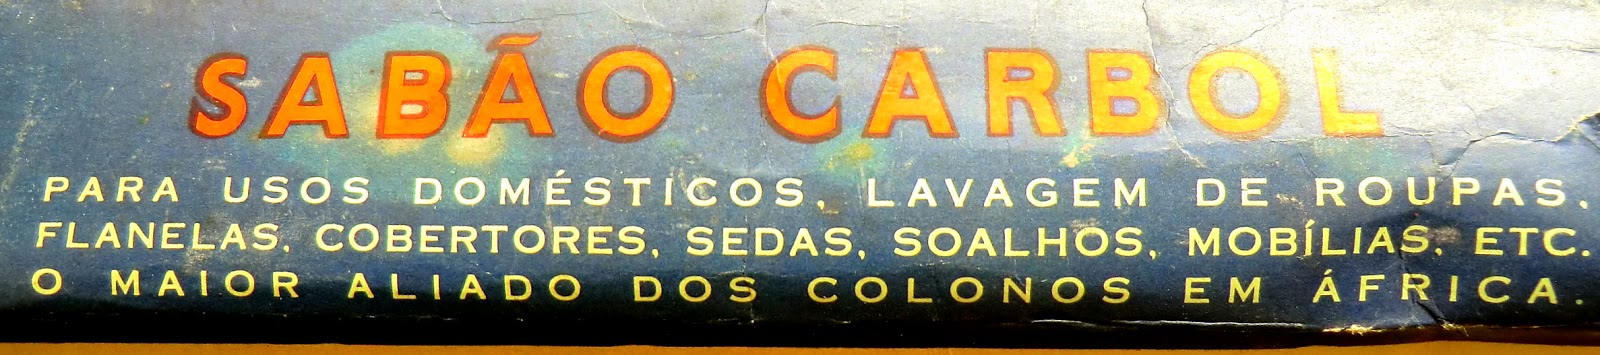 SABÃO CARBOL
PARA USOS DOMÉSTICOS, LAVAGEM DE ROUPAS,
FLANELAS, COBERTORES, SEDAS, SOALHOS, MOBÍLIAS, ETC.
O MAIOR ALIADO DOS COLONOS EM ÁFRICA.